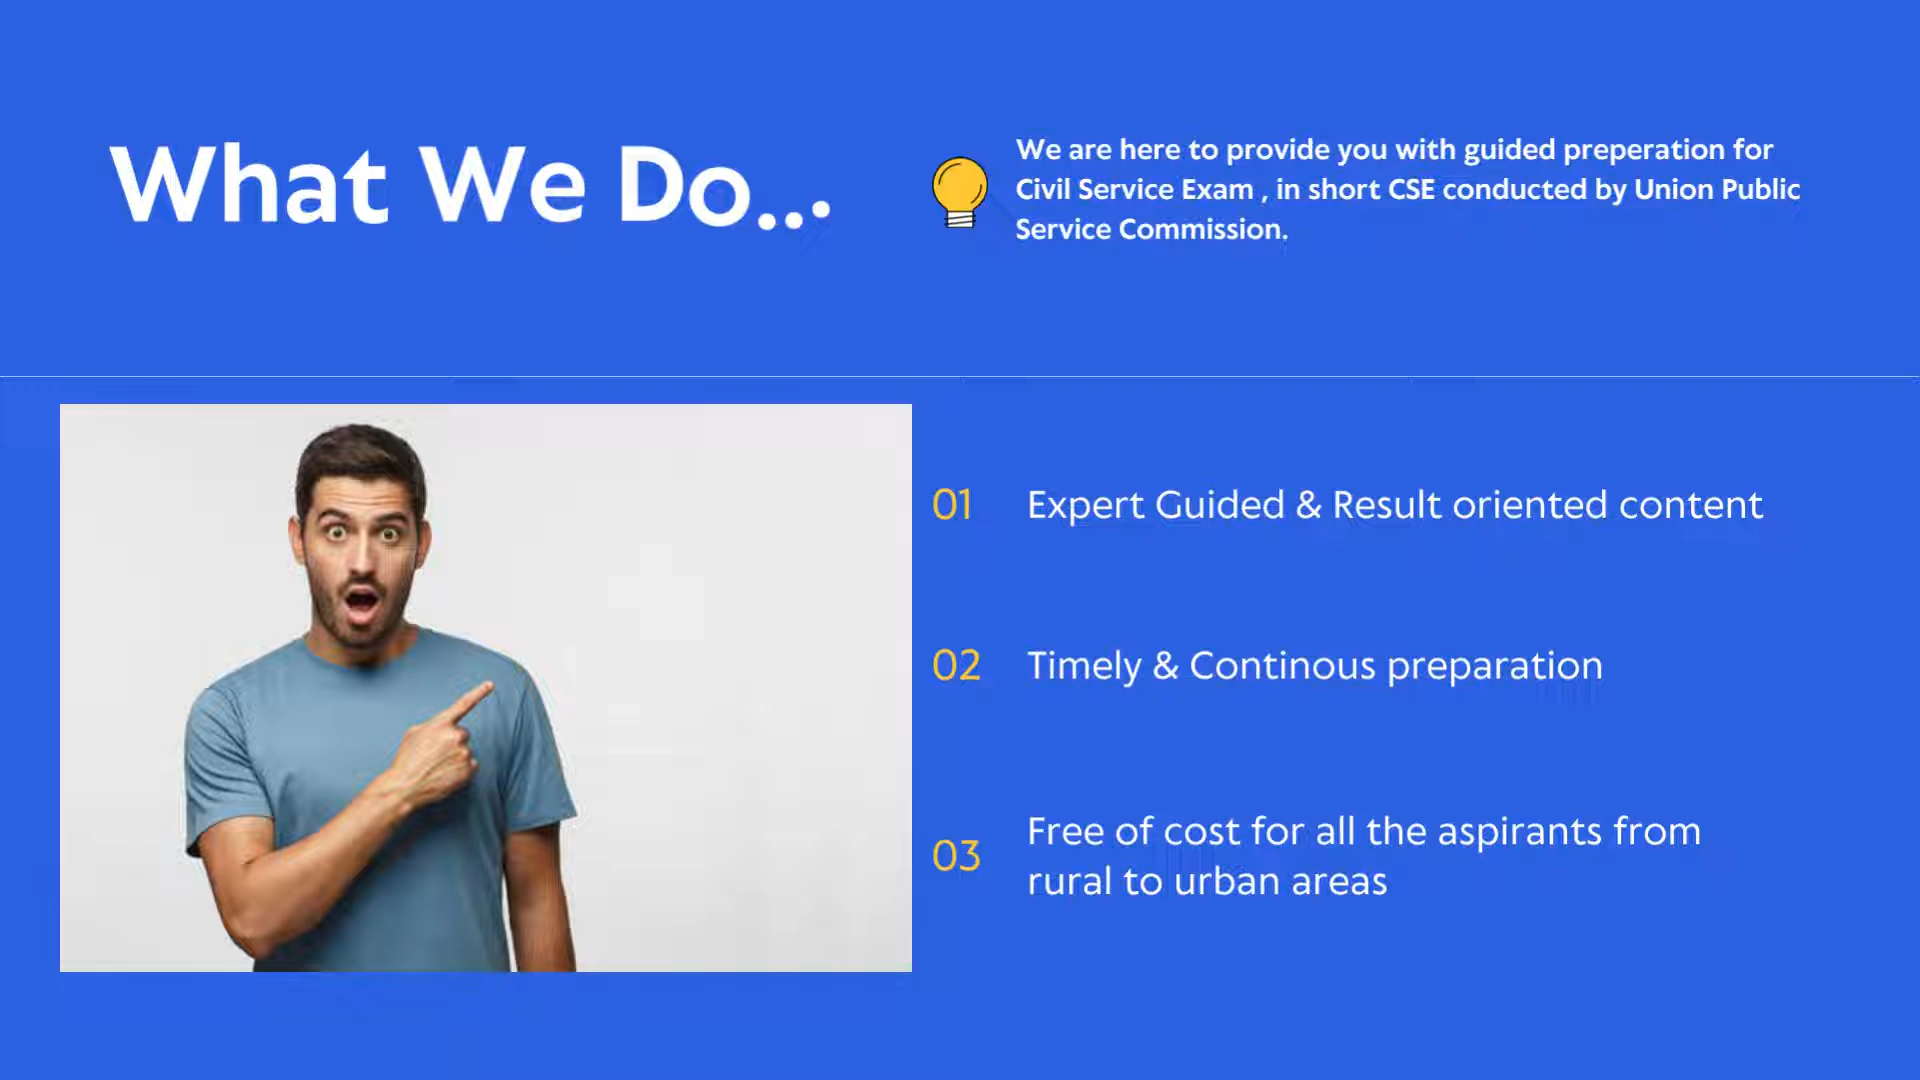 What We Do...
We are here to provide you with guided preperation for
Civil Service Exam , in short CSE conducted by Union Public
Service Commission.
01 Expert Guided & Result oriented content
02 Timely & Continous preparation
03 Free of cost for all the aspirants from
rural to urban areas